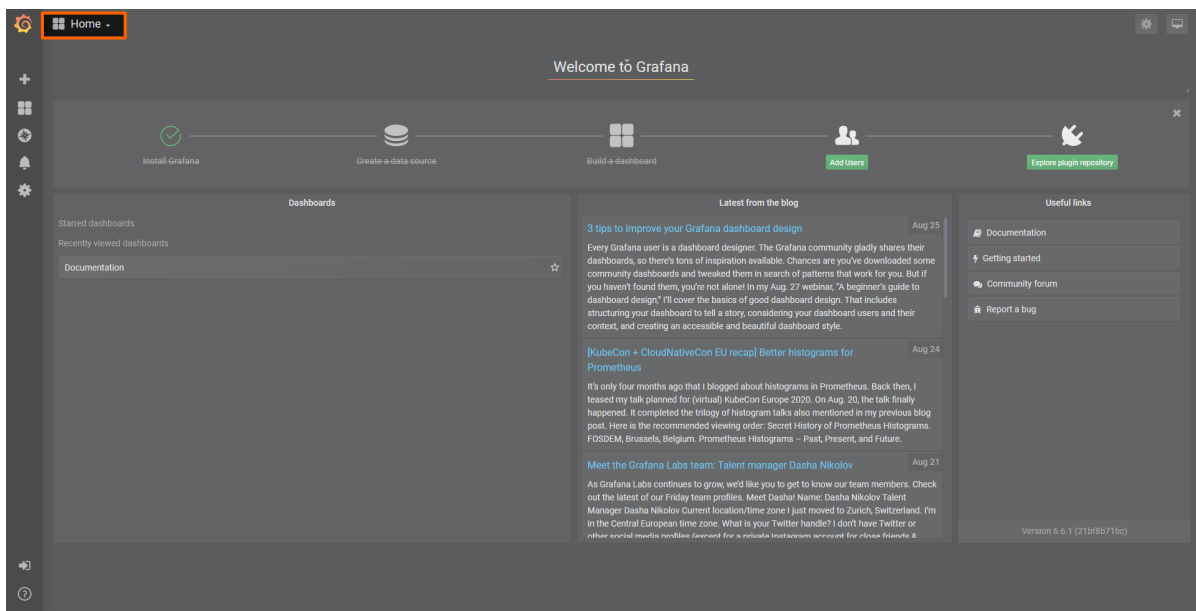 Home
Welcome to Grafana
Install Grafana
Create a data source
Build a dashboard
Add Users
Explore plugin repository
Dashboards
Starred dashboards
Recently viewed dashboards
Documentation
Latest from the blog
3 tips to improve your Grafana dashboard design
Aug 25
Every Grafana user is a dashboard designer. The Grafana community gladly shares their
dashboards, so there's tons of inspiration available. Chances are you've downloaded some
community dashboards and tweaked them in search of patterns that work for you. But if
you haven't found them, you're not alone! In my Aug. 27 webinar, "A beginner's guide to
dashboard design," I'll cover the basics of good dashboard design. That includes
structuring your dashboard to tell a story, considering your dashboard users and their
context, and creating an accessible and beautiful dashboard style.
[KubeCon + CloudNativeCon EU recap] Better histograms for
Prometheus
Aug 24
It's only four months ago that I blogged about histograms in Prometheus. Back then, I
teased my talk planned for (virtual) KubeCon Europe 2020. On Aug. 20, the talk finally
happened. It completed the trilogy of histogram talks also mentioned in my previous blog
post. Here is the recommended viewing order: Secret History of Prometheus Histograms.
FOSDEM, Brussels, Belgium. Prometheus Histograms – Past, Present, and Future.
Meet the Grafana Labs team: Talent manager Dasha Nikolov
Aug 21
As Grafana Labs continues to grow, we'd like you to get to know our team members. Check
out the latest of our Friday team profiles. Meet Dasha! Name: Dasha Nikolov Talent
Manager Dasha Nikolov Current location/time zone I just moved to Zurich, Switzerland. I'm
in the Central European time zone. What is your Twitter handle? I don't have Twitter or
other social media profiles (except for a private Instagram account for close friends &
Useful links
Documentation
Getting started
Community forum
Report a bug
Version 6.6.1 (21bf8b71bc)